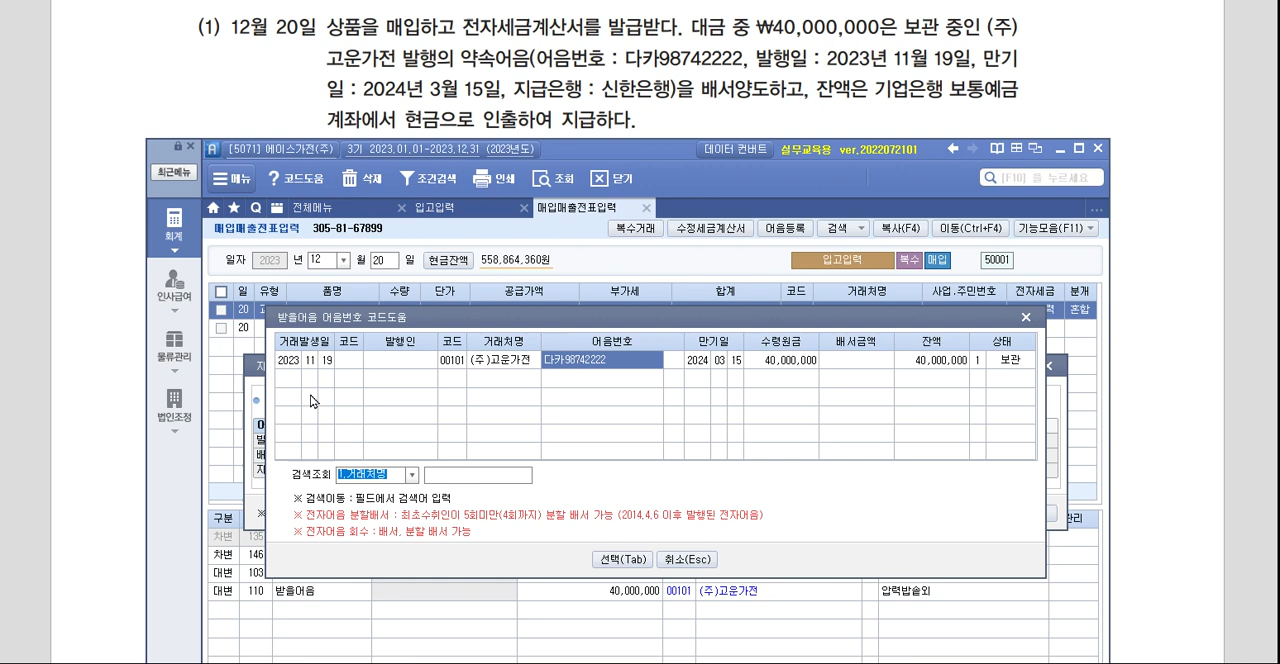 (1) 12월 20일 상품을 매입하고 전자세금계산서를 발급받다. 대금 중 ₩40,000,000은 보관 중인 (주)
고운가전 발행의 약속어음(어음번호 : 다카98742222, 발행일 : 2023년 11월 19일, 만기
일 : 2024년 3월 15일, 지급은행 : 신한은행)을 배서양도하고, 잔액은 기업은행 보통예금
계좌에서 현금으로 인출하여 지급하다.
A [5071] 에이스가전(주) 3기 2023.01.01~2023.12.31 (2023년도) 데이터 컨버트 실무교육용 ver.2022072101
최근메뉴 메뉴 ? 코드도움 삭제 조건검색 인쇄 조회 닫기 [F10] 을 누르세요
전체메뉴 입고입력 매입매출전표입력
매입매출전표입력 305-81-67899 복수거래 수정세금계산서 어음등록 검색 복사(F4) 이동(Ctrl+F4) 기능모음(F11)
회계
일자 2023 년 12 월 20 일 현금잔액 558,864,360원 입고입력 복수 매입 50001
일 유형 품명 수량 단가 공급가액 부가세 합계 코드 거래처명 사업.주민번호 전자세금 분개
인사급여
20 혼합
받을어음 어음번호 코드도움
20
거래발생일 코드 발행인 코드 거래처명 어음번호 만기일 수령원금 배서금액 잔액 상태
물류관리
2023 11 19 00101 (주)고운가전 다카98742222 2024 03 15 40,000,000 40,000,000 1 보관
법인조정
검색조회 1.거래처명
※ 검색이동 : 필드에서 검색어 입력
※ 전자어음 분할배서 : 최초수취인이 5회미만(4회까지) 분할 배서 가능 (2014.4.6 이후 발행된 전자어음)
※ 전자어음 회수 : 배서, 분할 배서 가능
선택(Tab) 취소(Esc)
구분 관리
차변 135
차변 146
대변 103
대변 110 받을어음 40,000,000 00101 (주)고운가전 압력밥솥외